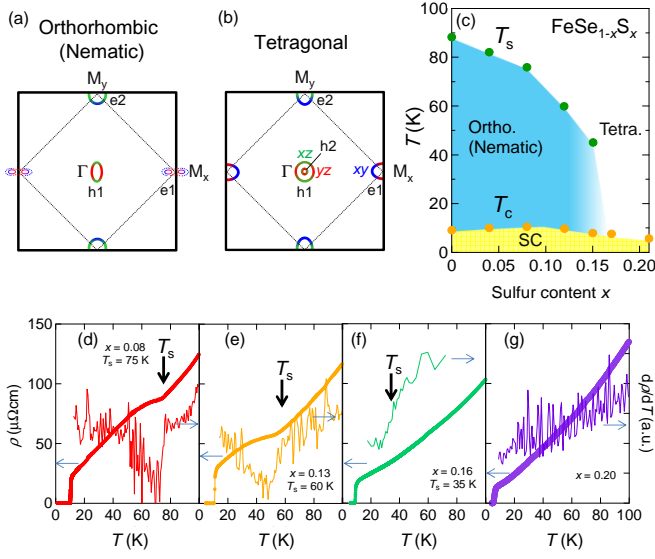 (a)
Orthorhombic
(Nematic)
M_y
e2
Γ
h1
M_x
e1
(b)
Tetragonal
M_y
e2
xz
h2
Γ
yz
xy
M_x
h1
e1
(c)
FeSe_{1-x}S_x
T_s
Ortho.
(Nematic)
Tetra.
T_c
SC
T(K)
100
80
60
40
20
10
0
0
0.05
0.10
0.15
0.20
Sulfur content x
(d)
x = 0.08
T_s = 75 K
T_s
ρ (μΩcm)
150
100
50
0
0 20 40 60 80
T (K)
(e)
T_s
x = 0.13
T_s = 60 K
0 20 40 60 80
T (K)
(f)
T_s
x = 0.16
T_s = 35 K
0 20 40 60 80
T (K)
(g)
x = 0.20
0 20 40 60 80 100
T (K)
dρ/dT (a.u.)